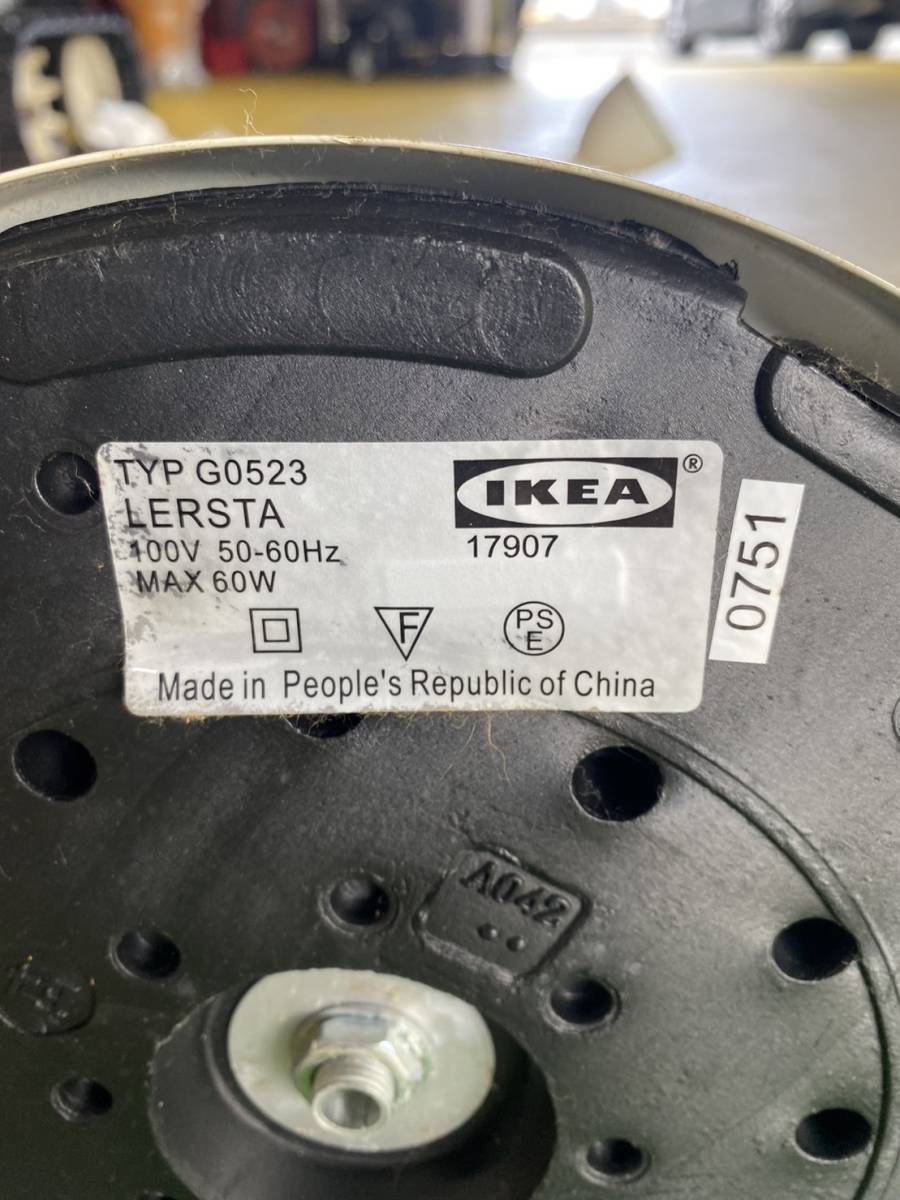 TYP G0523
LERSTA
100V 50-60Hz
MAX 60W
IKEA ®
17907
F
PS
E
Made in People's Republic of China
0751
A042